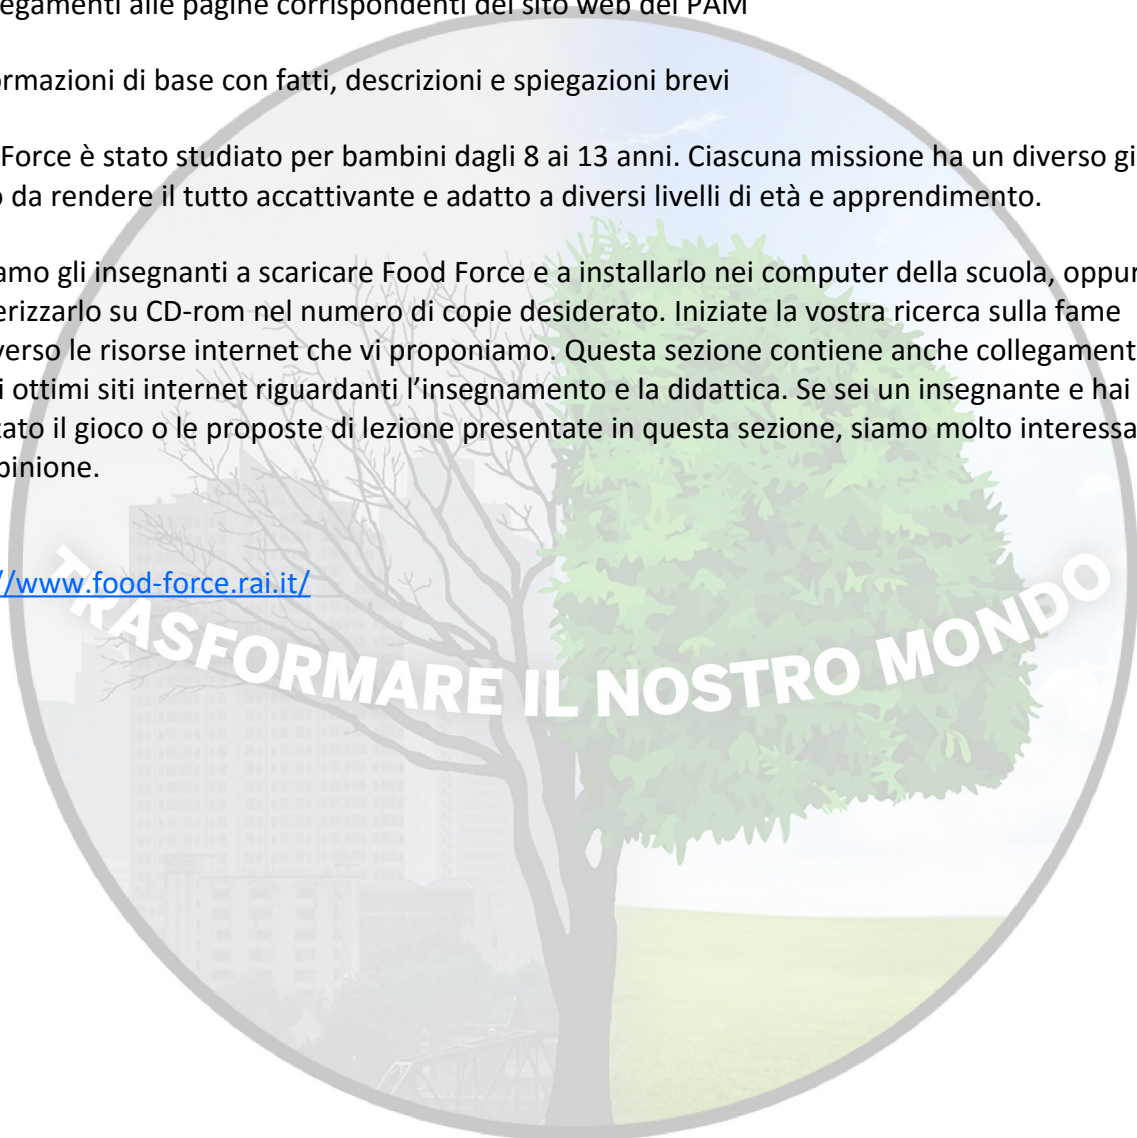 egamenti alle pagine corrispondenti del sito web del PAM
ormazioni di base con fatti, descrizioni e spiegazioni brevi
Force è stato studiato per bambini dagli 8 ai 13 anni. Ciascuna missione ha un diverso gi
o da rendere il tutto accattivante e adatto a diversi livelli di età e apprendimento.
amo gli insegnanti a scaricare Food Force e a installarlo nei computer della scuola, oppur
erizzarlo su CD-rom nel numero di copie desiderato. Iniziate la vostra ricerca sulla fame
verso le risorse internet che vi proponiamo. Questa sezione contiene anche collegament
i ottimi siti internet riguardanti l’insegnamento e la didattica. Se sei un insegnante e hai
zato il gioco o le proposte di lezione presentate in questa sezione, siamo molto interessa
pinione.
//www.food-force.rai.it/
TRASFORMARE IL NOSTRO MONDO